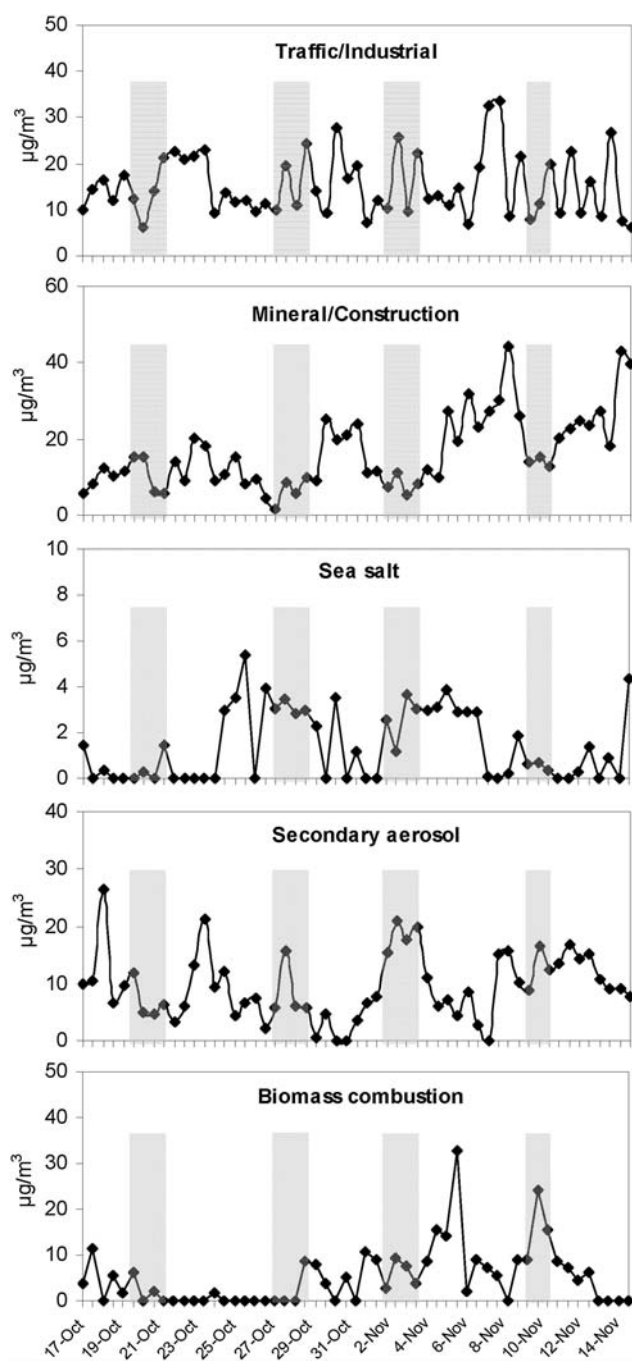 Traffic/Industrial
µg/m³
50
40
30
20
10
0
Mineral/Construction
µg/m³
60
40
20
0
Sea salt
µg/m³
10
8
6
4
2
0
Secondary aerosol
µg/m³
40
30
20
10
0
Biomass combustion
µg/m³
50
40
30
20
10
0
17-Oct 19-Oct 21-Oct 23-Oct 25-Oct 27-Oct 29-Oct 31-Oct 2-Nov 4-Nov 6-Nov 8-Nov 10-Nov 12-Nov 14-Nov